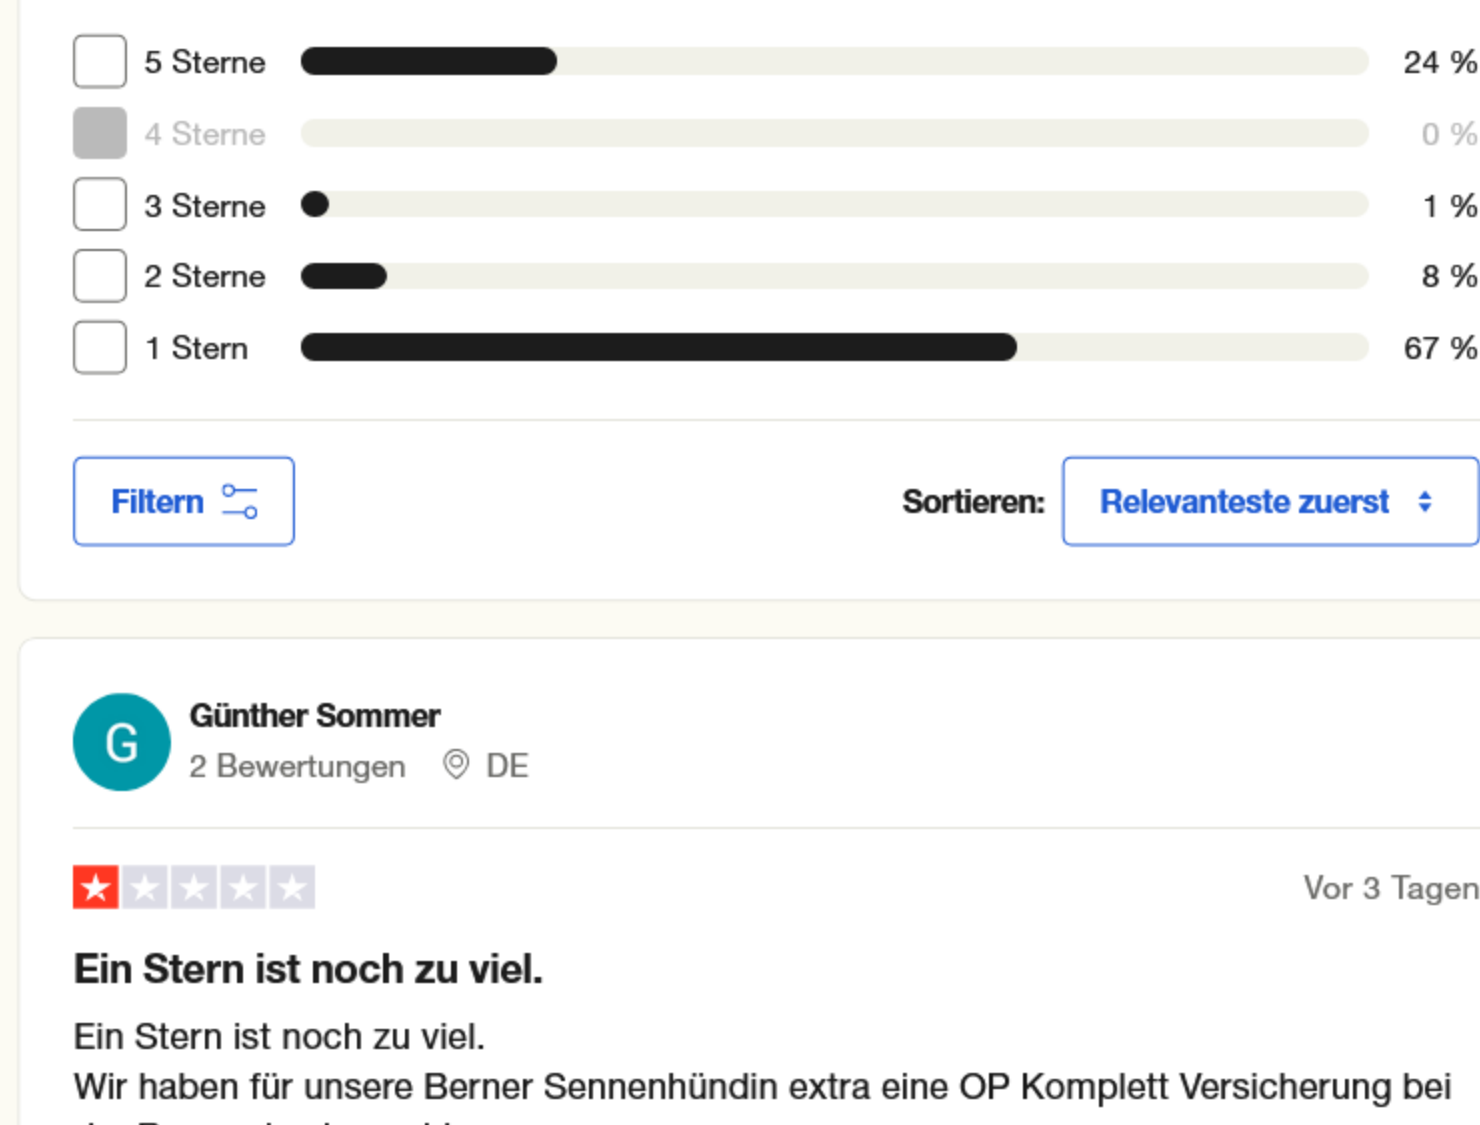 5 Sterne 24 %
4 Sterne 0 %
3 Sterne 1 %
2 Sterne 8 %
1 Stern 67 %
Filtern Sortieren: Relevanteste zuerst
G
Günther Sommer
2 Bewertungen DE
Vor 3 Tagen
Ein Stern ist noch zu viel.
Ein Stern ist noch zu viel.
Wir haben für unsere Berner Sennenhündin extra eine OP Komplett Versicherung bei